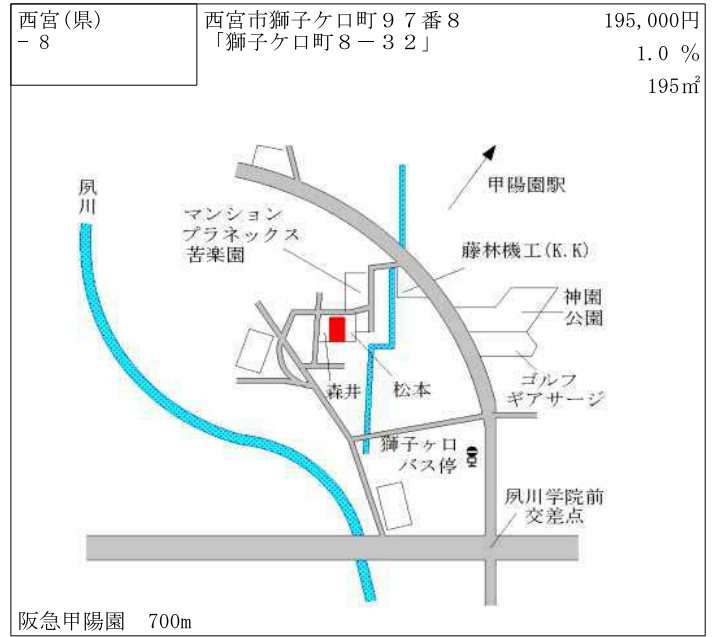 西宮(県)
－８
西宮市獅子ケ口町９７番８
「獅子ケ口町８－３２」
195,000円
1.0 %
195㎡
夙川
甲陽園駅
マンション
プラネックス
苦楽園
藤林機工(K.K)
神園
公園
ゴルフ
ギアサージ
森井
松本
獅子ヶ口
バス停
夙川学院前
交差点
阪急甲陽園　700m